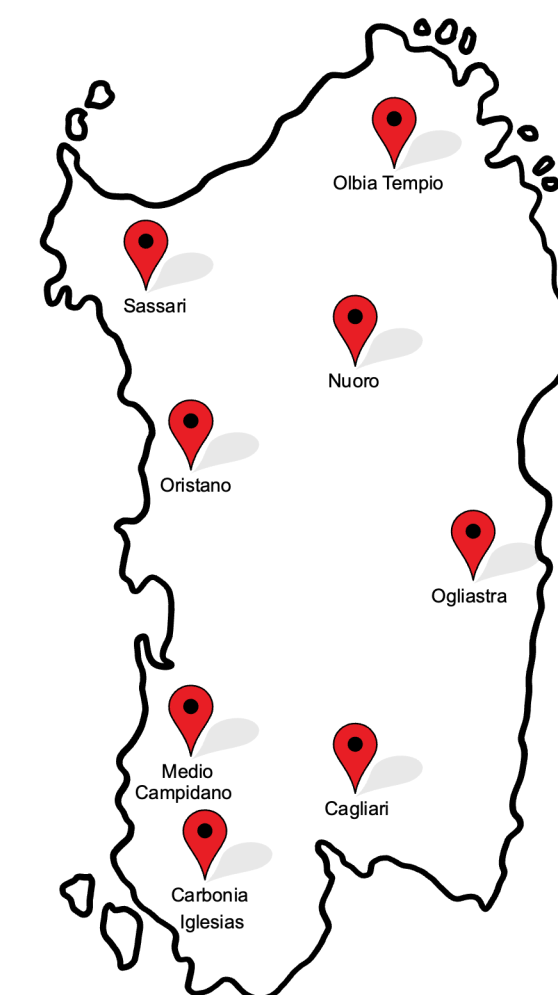 Olbia Tempio
Sassari
Nuoro
Oristano
Ogliastra
Medio
Campidano
Cagliari
Carbonia
Iglesias